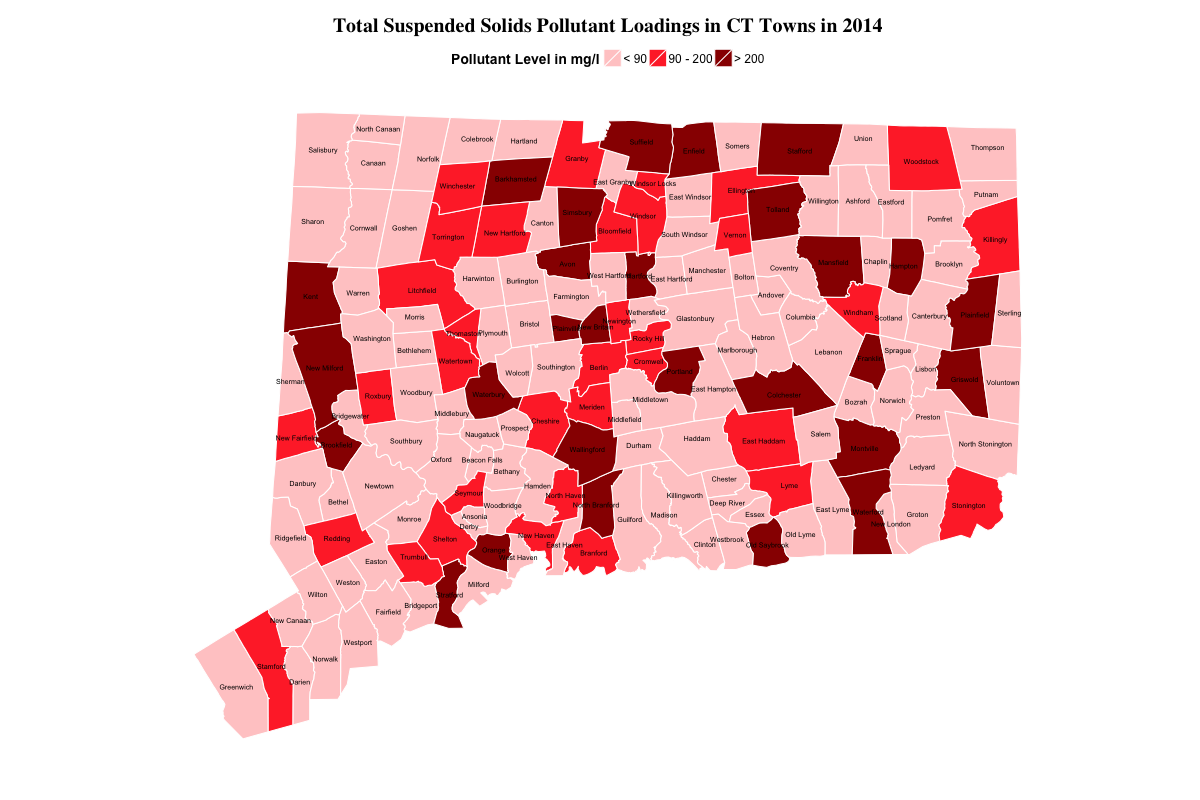 Total Suspended Solids Pollutant Loadings in CT Towns in 2014
Pollutant Level in mg/l < 90 90 - 200 > 200
North Canaan
Colebrook
Hartland
Union
Suffield
Somers
Enfield
Thompson
Salisbury
Canaan
Norfolk
Granby
Stafford
Woodstock
Winchester
Barkhamsted
East Granby
Windsor Locks
Ellington
East Windsor
Putnam
Willington
Ashford
Eastford
Sharon
Cornwall
Goshen
Torrington
New Hartford
Canton
Simsbury
Windsor
Bloomfield
South Windsor
Vernon
Tolland
Pomfret
Killingly
Avon
Mansfield
Chaplin
Hampton
Brooklyn
Coventry
Manchester
Bolton
West Hartford
East Hartford
Harwinton
Burlington
Litchfield
Warren
Kent
Farmington
Andover
Wethersfield
Glastonbury
Columbia
Windham
Scotland
Canterbury
Plainfield
Sterling
Morris
Newington
Bristol
Plainville
New Britain
Thomaston
Plymouth
Washington
Rocky Hill
Hebron
Bethlehem
Marlborough
Lebanon
Sprague
Franklin
Watertown
Cromwell
Berlin
Southington
New Milford
Wolcott
Portland
Lisbon
Griswold
Sherman
Voluntown
Roxbury
Woodbury
Waterbury
East Hampton
Colchester
Middletown
Bozrah
Norwich
Meriden
Middlebury
Bridgewater
Cheshire
Middlefield
Preston
Prospect
Naugatuck
New Fairfield
Southbury
Brookfield
Durham
Haddam
East Haddam
Salem
Montville
North Stonington
Wallingford
Oxford
Beacon Falls
Bethany
Ledyard
Danbury
Newtown
Hamden
Chester
Lyme
Seymour
North Haven
Killingworth
Bethel
Woodbridge
North Branford
Deep River
Stonington
Essex
East Lyme
Waterford
Groton
Monroe
Ansonia
Guilford
Madison
New London
Derby
Ridgefield
Redding
Shelton
New Haven
Old Lyme
Westbrook
Clinton
Old Saybrook
East Haven
Orange
West Haven
Branford
Trumbull
Easton
Weston
Milford
Wilton
Stratford
Bridgeport
Fairfield
New Canaan
Westport
Norwalk
Stamford
Darien
Greenwich